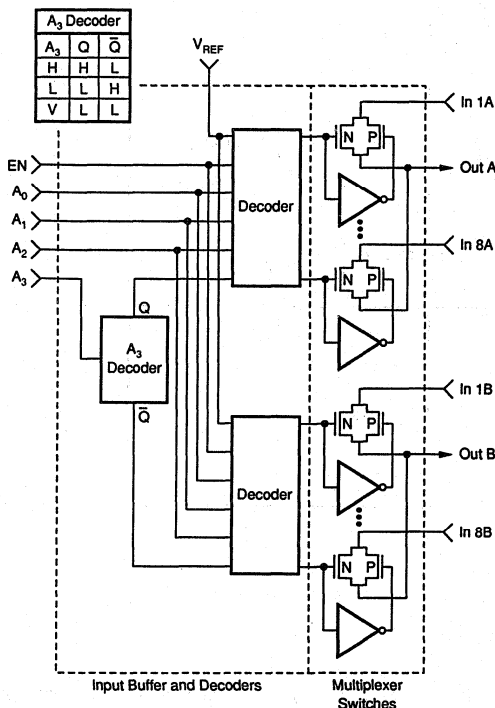 A₃ Decoder
A₃ Q Q̅
H H L
L L H
V L L
V_REF
EN
A₀
A₁
A₂
A₃
Decoder
Q
A₃
Decoder
Q̅
Decoder
N P
In 1A
Out A
N P
In 8A
N P
In 1B
Out B
N P
In 8B
Input Buffer and Decoders
Multiplexer
Switches